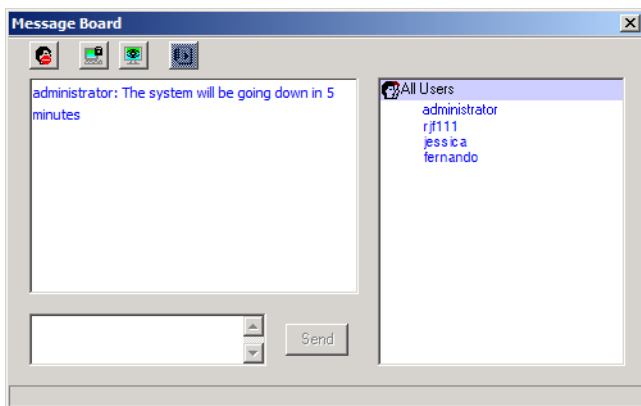 Message Board
administrator: The system will be going down in 5
minutes
All Users
administrator
rjf111
jessica
fernando
Send